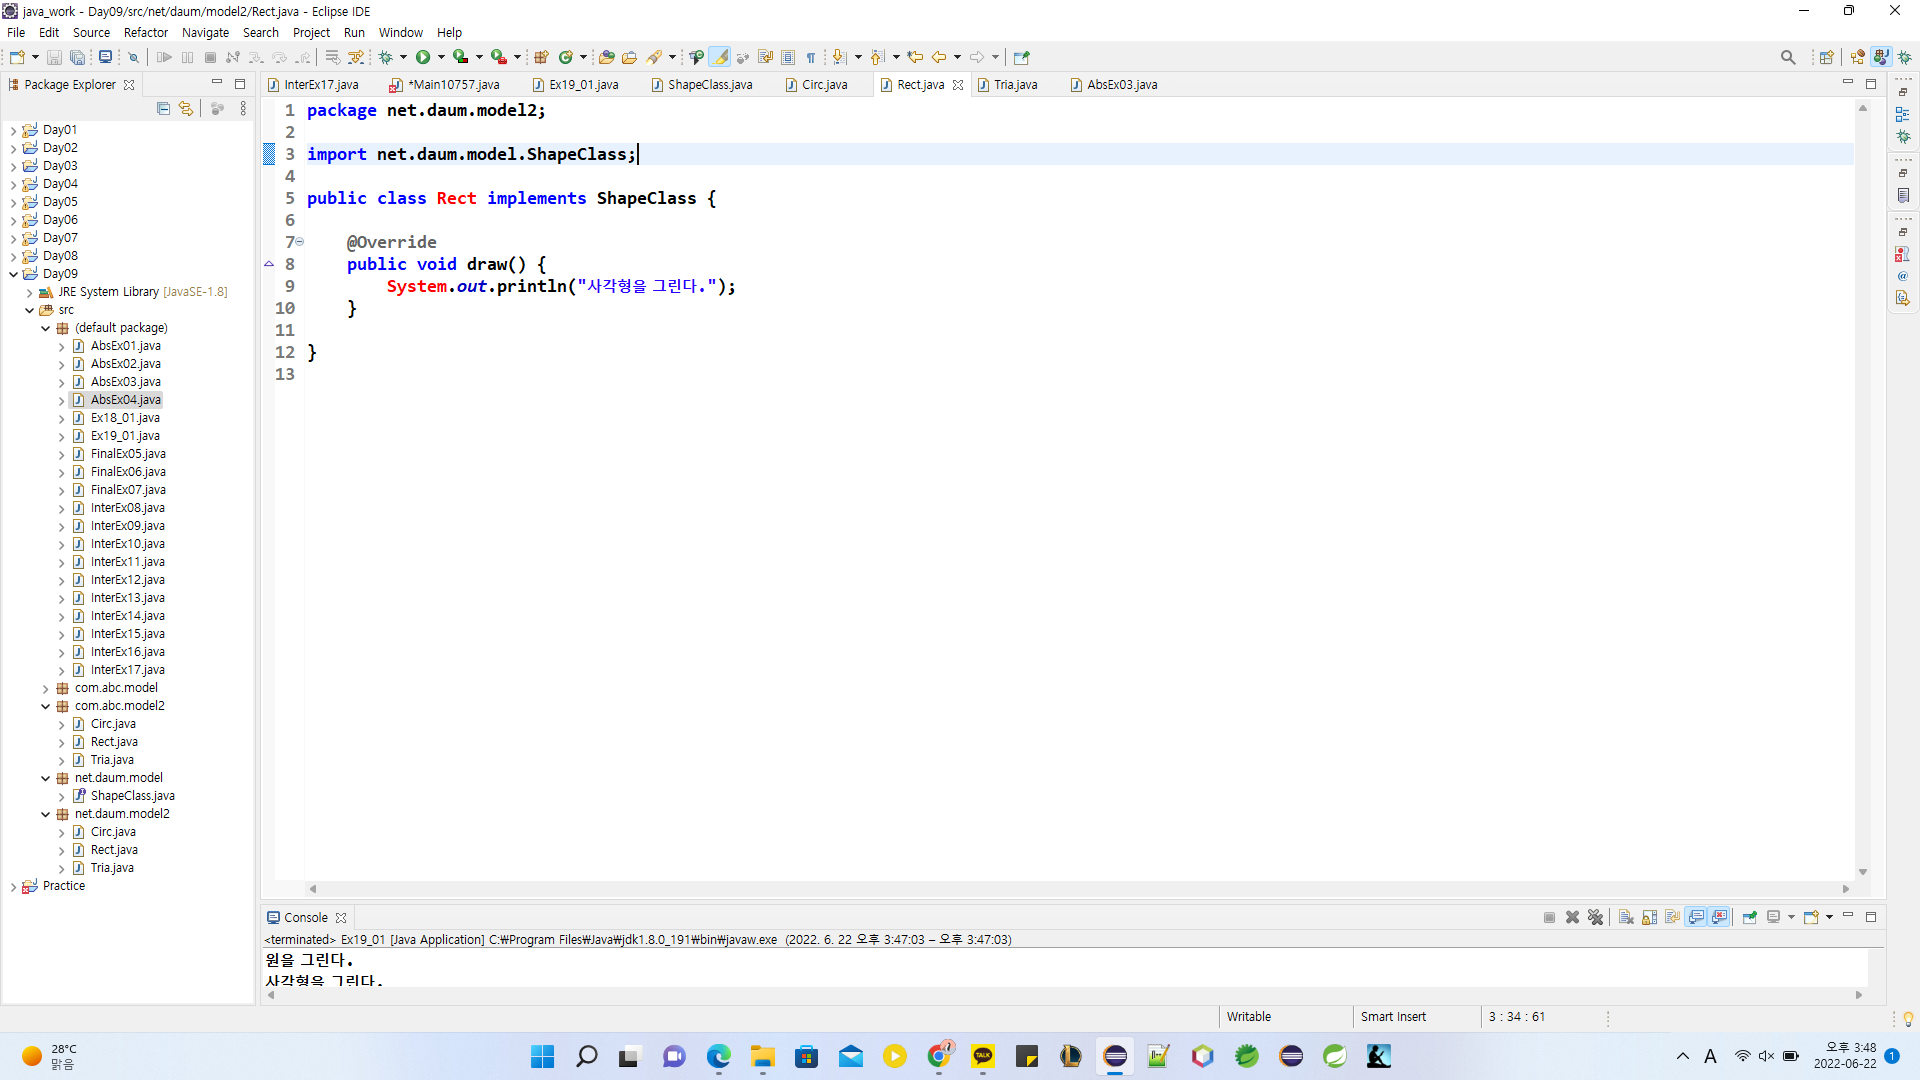 java_work - Day09/src/net/daum/model2/Rect.java - Eclipse IDE
File Edit Source Refactor Navigate Search Project Run Window Help
Package Explorer
Day01
Day02
Day03
Day04
Day05
Day06
Day07
Day08
Day09
JRE System Library [JavaSE-1.8]
src
(default package)
AbsEx01.java
AbsEx02.java
AbsEx03.java
AbsEx04.java
Ex18_01.java
Ex19_01.java
FinalEx05.java
FinalEx06.java
FinalEx07.java
InterEx08.java
InterEx09.java
InterEx10.java
InterEx11.java
InterEx12.java
InterEx13.java
InterEx14.java
InterEx15.java
InterEx16.java
InterEx17.java
com.abc.model
com.abc.model2
Circ.java
Rect.java
Tria.java
net.daum.model
ShapeClass.java
net.daum.model2
Circ.java
Rect.java
Tria.java
Practice
InterEx17.java *Main10757.java Ex19_01.java ShapeClass.java Circ.java Rect.java Tria.java AbsEx03.java
1 package net.daum.model2;
2
3 import net.daum.model.ShapeClass;
4
5 public class Rect implements ShapeClass {
6
7 @Override
8 public void draw() {
9 System.out.println("사각형을 그린다.");
10 }
11
12 }
13
Console
<terminated> Ex19_01 [Java Application] C:₩Program Files₩Java₩jdk1.8.0_191₩bin₩javaw.exe (2022. 6. 22 오후 3:47:03 – 오후 3:47:03)
원을 그린다.
사각형을 그린다.
Writable Smart Insert 3 : 34 : 61
28°C
맑음
TALK
A
오후 3:48
2022-06-22
1